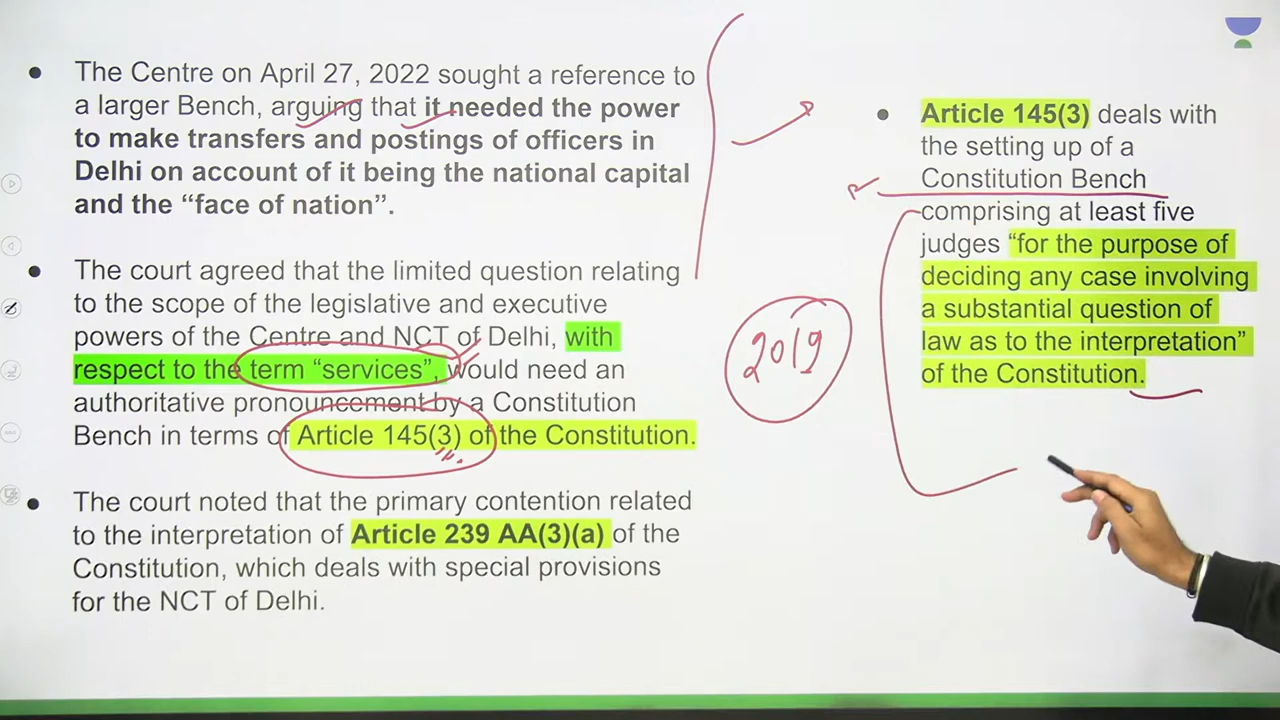 • The Centre on April 27, 2022 sought a reference to
a larger Bench, arguing that it needed the power
to make transfers and postings of officers in
Delhi on account of it being the national capital
and the “face of nation”.
• The court agreed that the limited question relating
to the scope of the legislative and executive
powers of the Centre and NCT of Delhi, with
respect to the term “services”, would need an
authoritative pronouncement by a Constitution
Bench in terms of Article 145(3) of the Constitution.
• The court noted that the primary contention related
to the interpretation of Article 239 AA(3)(a) of the
Constitution, which deals with special provisions
for the NCT of Delhi.
2019
• Article 145(3) deals with
the setting up of a
Constitution Bench
comprising at least five
judges “for the purpose of
deciding any case involving
a substantial question of
law as to the interpretation”
of the Constitution.